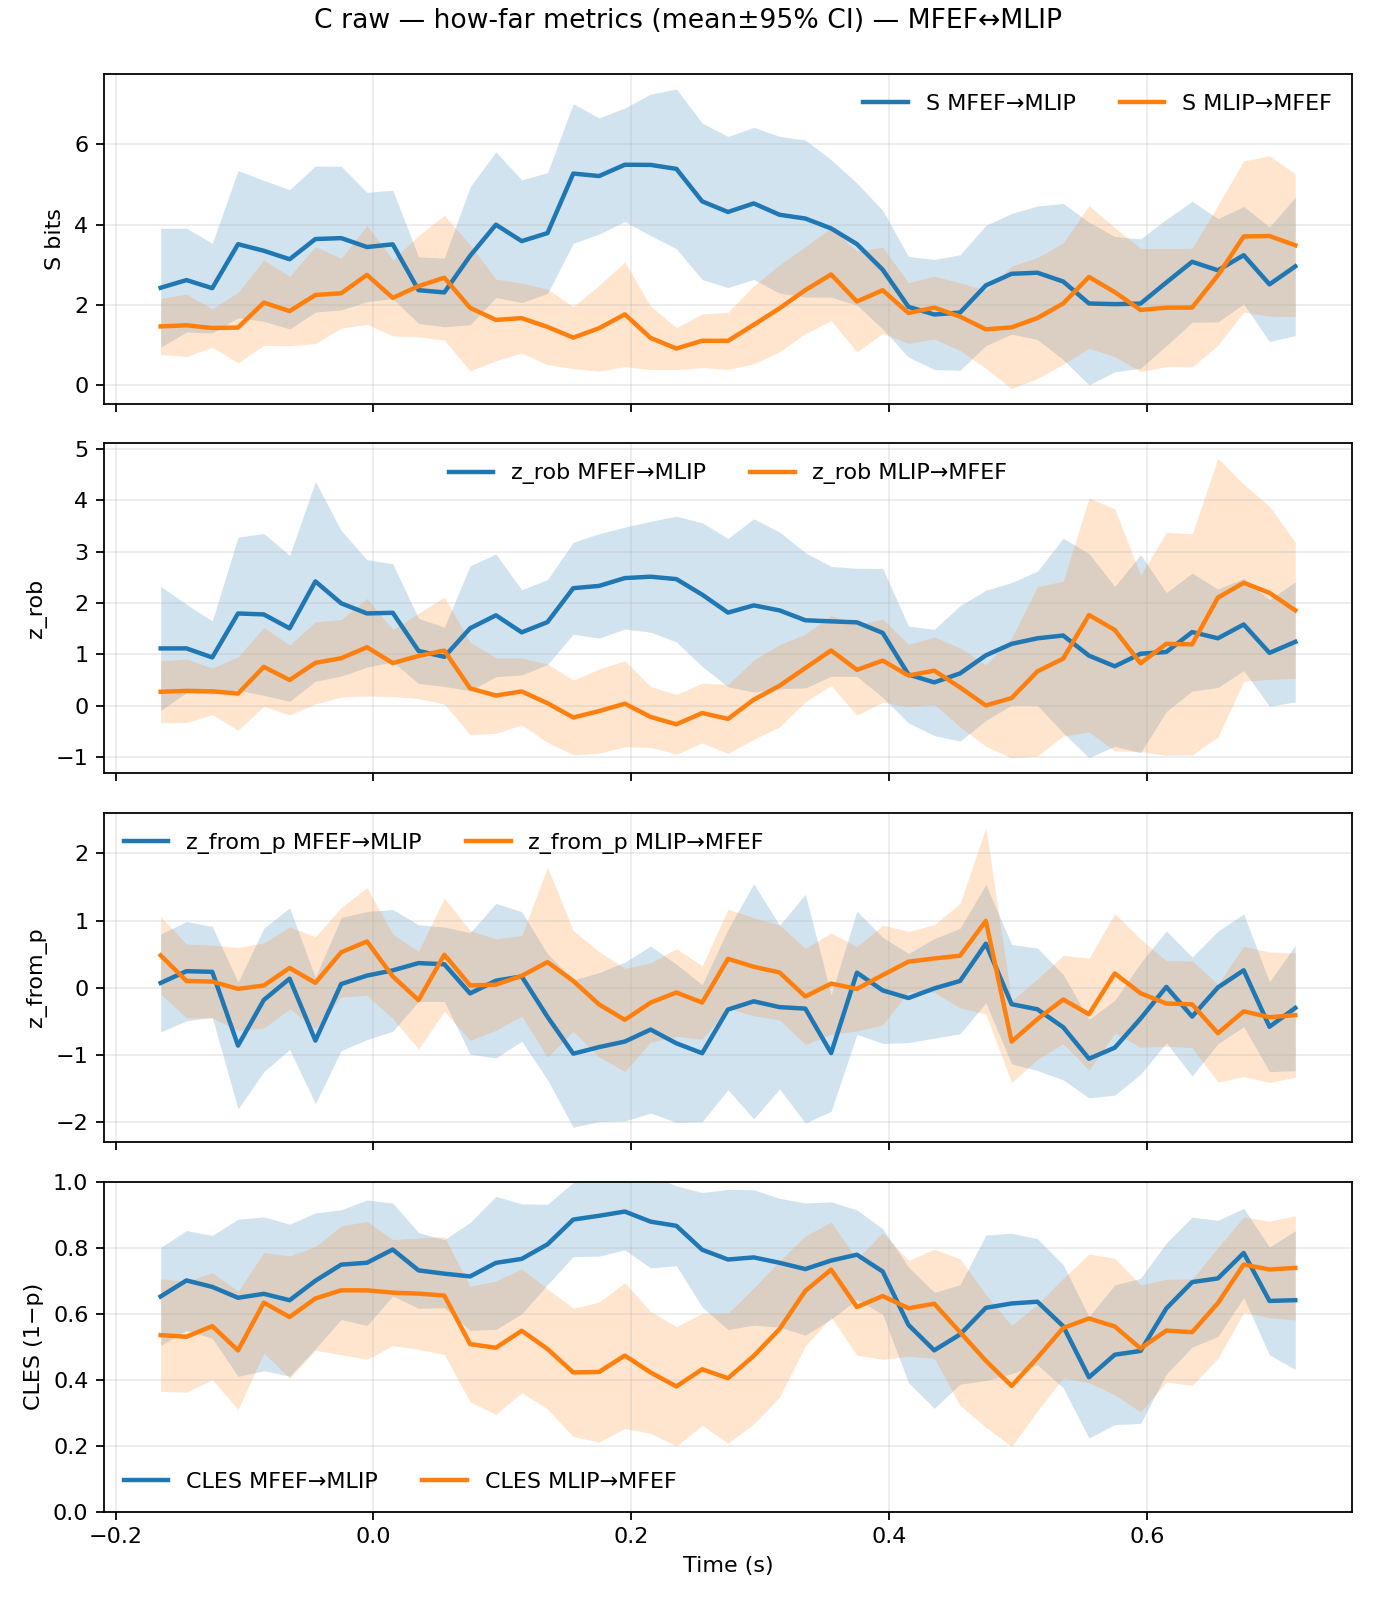 C raw — how-far metrics (mean±95% CI) — MFEF↔MLIP
S MFEF→MLIP S MLIP→MFEF
6
4
2
0
S bits
z_rob MFEF→MLIP z_rob MLIP→MFEF
5
4
3
2
1
0
−1
z_rob
z_from_p MFEF→MLIP z_from_p MLIP→MFEF
2
1
0
−1
−2
z_from_p
1.0
0.8
0.6
0.4
0.2
0.0
CLES (1−p)
CLES MFEF→MLIP CLES MLIP→MFEF
−0.2 0.0 0.2 0.4 0.6
Time (s)